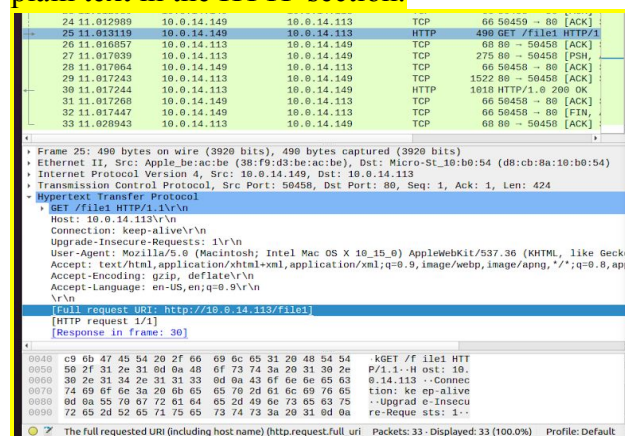 plain text in the HTTP section.
24 11.012989 10.0.14.149 10.0.14.113 TCP 66 50459 → 80 [ACK]
25 11.013119 10.0.14.149 10.0.14.113 HTTP 490 GET /file1 HTTP/1
26 11.016857 10.0.14.113 10.0.14.149 TCP 68 80 → 50458 [ACK]
27 11.017039 10.0.14.113 10.0.14.149 TCP 275 80 → 50458 [PSH,
28 11.017064 10.0.14.149 10.0.14.113 TCP 66 50458 → 80 [ACK]
29 11.017243 10.0.14.113 10.0.14.149 TCP 1522 80 → 50458 [ACK]
30 11.017244 10.0.14.113 10.0.14.149 HTTP 1018 HTTP/1.0 200 OK
31 11.017268 10.0.14.149 10.0.14.113 TCP 66 50458 → 80 [ACK]
32 11.017447 10.0.14.149 10.0.14.113 TCP 66 50458 → 80 [FIN,
33 11.028943 10.0.14.113 10.0.14.149 TCP 68 80 → 50458 [ACK]
Frame 25: 490 bytes on wire (3920 bits), 490 bytes captured (3920 bits)
Ethernet II, Src: Apple_be:ac:be (38:f9:d3:be:ac:be), Dst: Micro-St_10:b0:54 (d8:cb:8a:10:b0:54)
Internet Protocol Version 4, Src: 10.0.14.149, Dst: 10.0.14.113
Transmission Control Protocol, Src Port: 50458, Dst Port: 80, Seq: 1, Ack: 1, Len: 424
Hypertext Transfer Protocol
GET /file1 HTTP/1.1\r\n
Host: 10.0.14.113\r\n
Connection: keep-alive\r\n
Upgrade-Insecure-Requests: 1\r\n
User-Agent: Mozilla/5.0 (Macintosh; Intel Mac OS X 10_15_0) AppleWebKit/537.36 (KHTML, like Geck
Accept: text/html,application/xhtml+xml,application/xml;q=0.9,image/webp,image/apng,*/*;q=0.8,ap
Accept-Encoding: gzip, deflate\r\n
Accept-Language: en-US,en;q=0.9\r\n
\r\n
[Full request URI: http://10.0.14.113/file1]
[HTTP request 1/1]
[Response in frame: 30]
0040 c9 6b 47 45 54 20 2f 66 69 6c 65 31 20 48 54 54 ·kGET /f ile1 HTT
0050 50 2f 31 2e 31 0d 0a 48 6f 73 74 3a 20 31 30 2e P/1.1··H ost: 10.
0060 30 2e 31 34 2e 31 31 33 0d 0a 43 6f 6e 6e 65 63 0.14.113 ··Connec
0070 74 69 6f 6e 3a 20 6b 65 65 70 2d 61 6c 69 76 65 tion: ke ep-alive
0080 0d 0a 55 70 67 72 61 64 65 2d 49 6e 73 65 63 75 ··Upgrad e-Insecu
0090 72 65 2d 52 65 71 75 65 73 74 73 3a 20 31 0d 0a re-Reque sts: 1··
The full requested URI (including host name) (http.request.full_uri Packets: 33 · Displayed: 33 (100.0%) Profile: Default